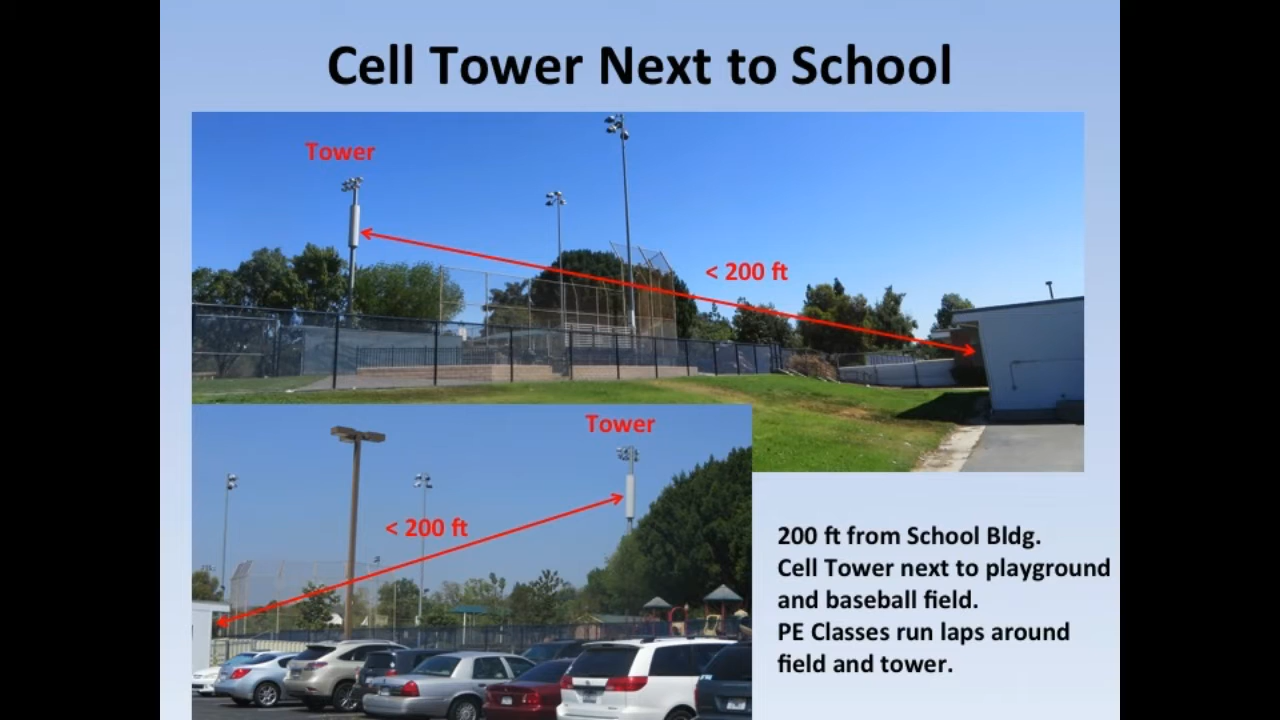 Cell Tower Next to School
Tower
< 200 ft
Tower
< 200 ft
200 ft from School Bldg.
Cell Tower next to playground
and baseball field.
PE Classes run laps around
field and tower.